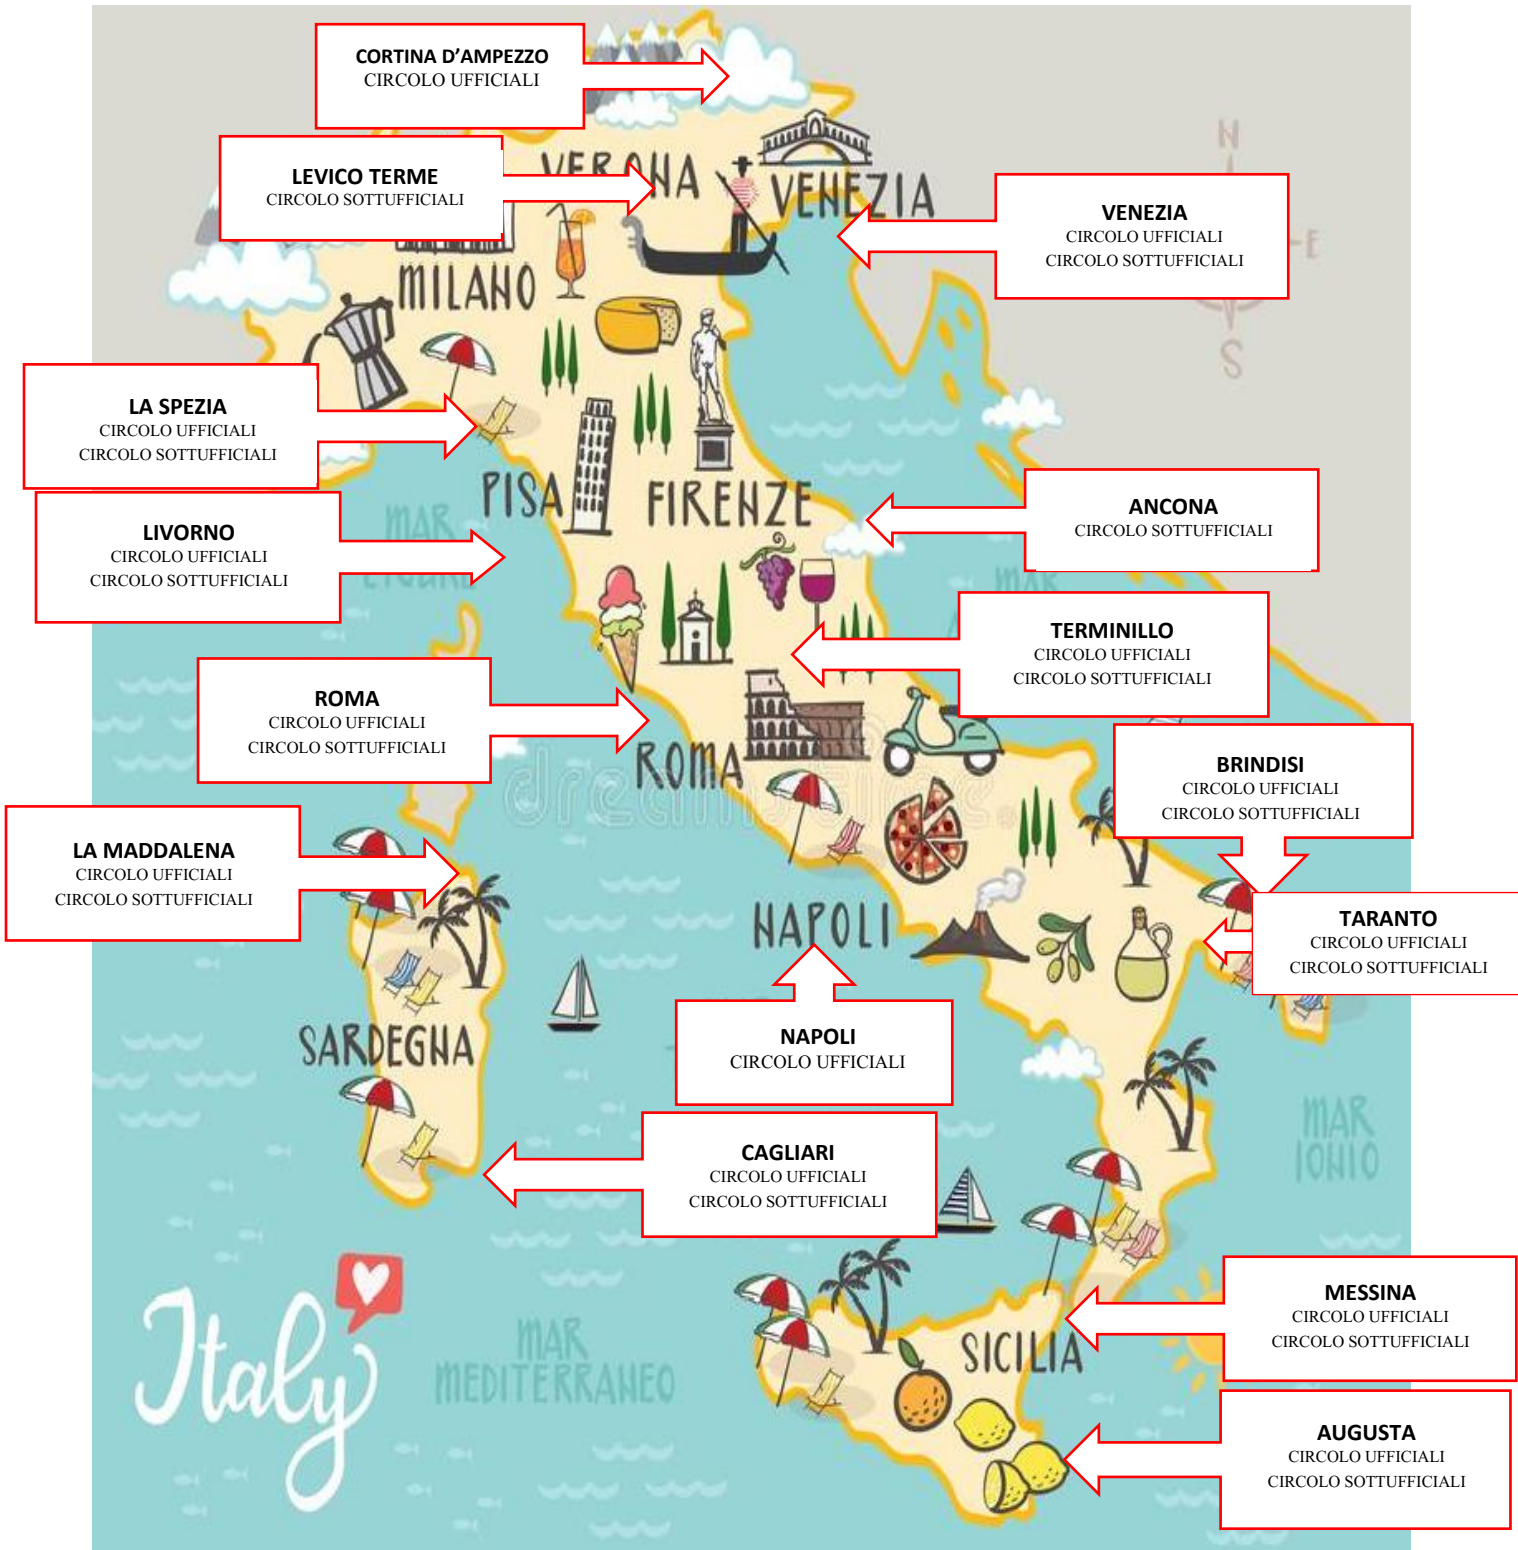 CORTINA D'AMPEZZO
CIRCOLO UFFICIALI
LEVICO TERME
CIRCOLO SOTTUFFICIALI
VERONA
VENEZIA
N
E
S
VENEZIA
CIRCOLO UFFICIALI
CIRCOLO SOTTUFFICIALI
MILANO
LA SPEZIA
CIRCOLO UFFICIALI
CIRCOLO SOTTUFFICIALI
PISA
FIRENZE
MAR
LIGURE
LIVORNO
CIRCOLO UFFICIALI
CIRCOLO SOTTUFFICIALI
ANCONA
CIRCOLO SOTTUFFICIALI
MAR
TERMINILLO
CIRCOLO UFFICIALI
CIRCOLO SOTTUFFICIALI
ROMA
CIRCOLO UFFICIALI
CIRCOLO SOTTUFFICIALI
ROMA
dreamstime
BRINDISI
CIRCOLO UFFICIALI
CIRCOLO SOTTUFFICIALI
LA MADDALENA
CIRCOLO UFFICIALI
CIRCOLO SOTTUFFICIALI
NAPOLI
TARANTO
CIRCOLO UFFICIALI
CIRCOLO SOTTUFFICIALI
SARDEGNA
NAPOLI
CIRCOLO UFFICIALI
MAR
IONIO
CAGLIARI
CIRCOLO UFFICIALI
CIRCOLO SOTTUFFICIALI
Italy
MAR
MEDITERRANEO
SICILIA
MESSINA
CIRCOLO UFFICIALI
CIRCOLO SOTTUFFICIALI
AUGUSTA
CIRCOLO UFFICIALI
CIRCOLO SOTTUFFICIALI